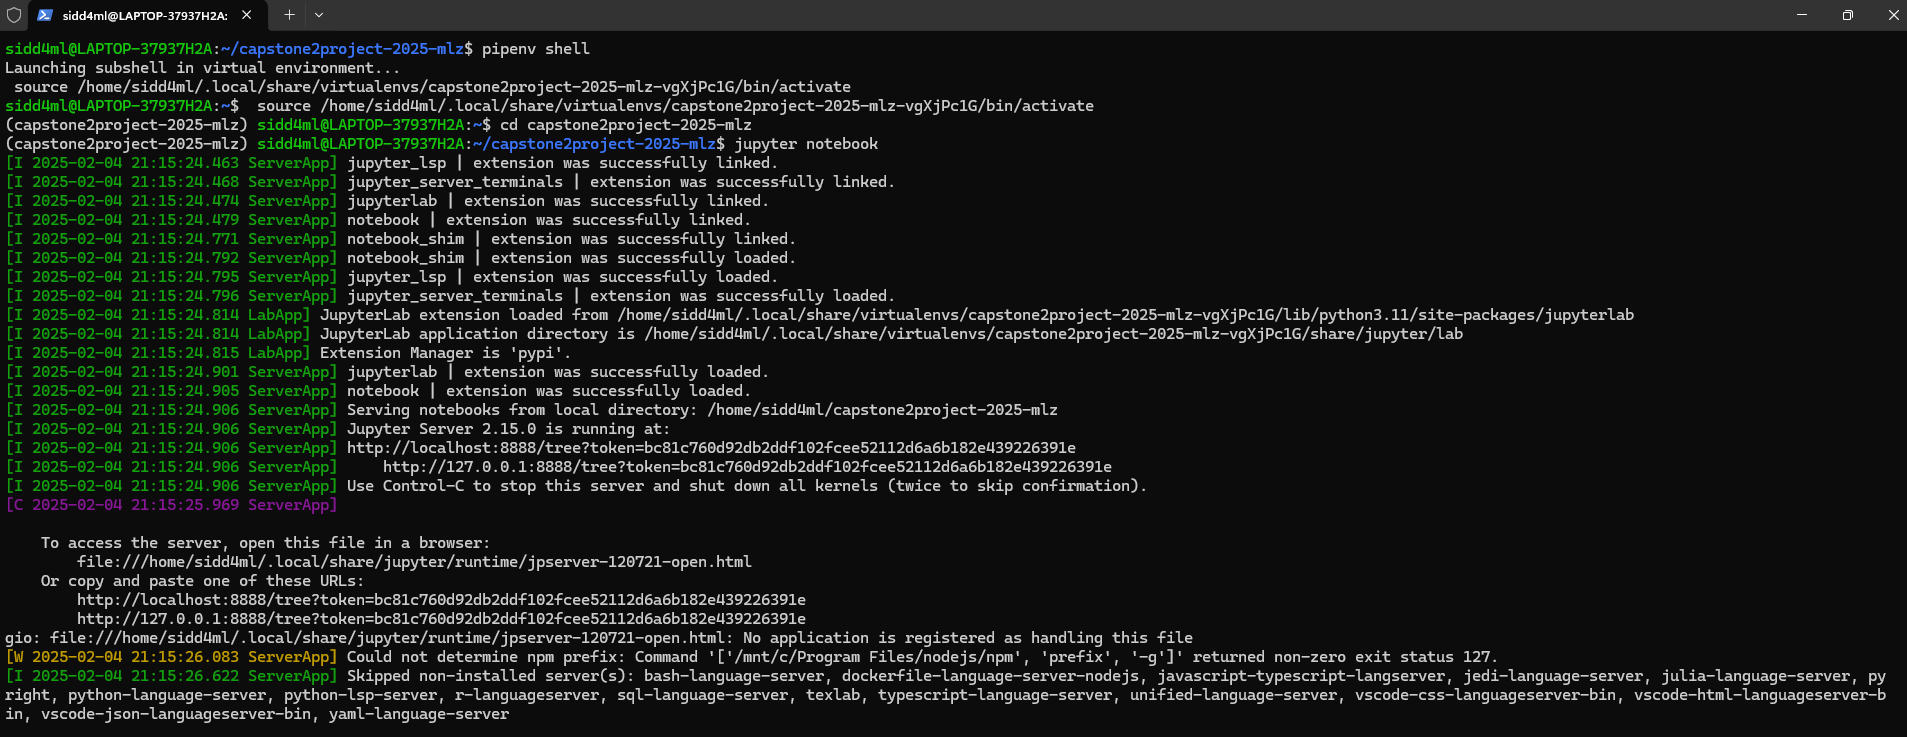 sidd4ml@LAPTOP-37937H2A:
sidd4ml@LAPTOP-37937H2A:~/capstone2project-2025-mlz$ pipenv shell
Launching subshell in virtual environment...
 source /home/sidd4ml/.local/share/virtualenvs/capstone2project-2025-mlz-vgXjPc1G/bin/activate
sidd4ml@LAPTOP-37937H2A:~$  source /home/sidd4ml/.local/share/virtualenvs/capstone2project-2025-mlz-vgXjPc1G/bin/activate
(capstone2project-2025-mlz) sidd4ml@LAPTOP-37937H2A:~$ cd capstone2project-2025-mlz
(capstone2project-2025-mlz) sidd4ml@LAPTOP-37937H2A:~/capstone2project-2025-mlz$ jupyter notebook
[I 2025-02-04 21:15:24.463 ServerApp] jupyter_lsp | extension was successfully linked.
[I 2025-02-04 21:15:24.468 ServerApp] jupyter_server_terminals | extension was successfully linked.
[I 2025-02-04 21:15:24.474 ServerApp] jupyterlab | extension was successfully linked.
[I 2025-02-04 21:15:24.479 ServerApp] notebook | extension was successfully linked.
[I 2025-02-04 21:15:24.771 ServerApp] notebook_shim | extension was successfully linked.
[I 2025-02-04 21:15:24.792 ServerApp] notebook_shim | extension was successfully loaded.
[I 2025-02-04 21:15:24.795 ServerApp] jupyter_lsp | extension was successfully loaded.
[I 2025-02-04 21:15:24.796 ServerApp] jupyter_server_terminals | extension was successfully loaded.
[I 2025-02-04 21:15:24.814 LabApp] JupyterLab extension loaded from /home/sidd4ml/.local/share/virtualenvs/capstone2project-2025-mlz-vgXjPc1G/lib/python3.11/site-packages/jupyterlab
[I 2025-02-04 21:15:24.814 LabApp] JupyterLab application directory is /home/sidd4ml/.local/share/virtualenvs/capstone2project-2025-mlz-vgXjPc1G/share/jupyter/lab
[I 2025-02-04 21:15:24.815 LabApp] Extension Manager is 'pypi'.
[I 2025-02-04 21:15:24.901 ServerApp] jupyterlab | extension was successfully loaded.
[I 2025-02-04 21:15:24.905 ServerApp] notebook | extension was successfully loaded.
[I 2025-02-04 21:15:24.906 ServerApp] Serving notebooks from local directory: /home/sidd4ml/capstone2project-2025-mlz
[I 2025-02-04 21:15:24.906 ServerApp] Jupyter Server 2.15.0 is running at:
[I 2025-02-04 21:15:24.906 ServerApp] http://localhost:8888/tree?token=bc81c760d92db2ddf102fcee52112d6a6b182e439226391e
[I 2025-02-04 21:15:24.906 ServerApp]     http://127.0.0.1:8888/tree?token=bc81c760d92db2ddf102fcee52112d6a6b182e439226391e
[I 2025-02-04 21:15:24.906 ServerApp] Use Control-C to stop this server and shut down all kernels (twice to skip confirmation).
[C 2025-02-04 21:15:25.969 ServerApp]
    To access the server, open this file in a browser:
        file:///home/sidd4ml/.local/share/jupyter/runtime/jpserver-120721-open.html
    Or copy and paste one of these URLs:
        http://localhost:8888/tree?token=bc81c760d92db2ddf102fcee52112d6a6b182e439226391e
        http://127.0.0.1:8888/tree?token=bc81c760d92db2ddf102fcee52112d6a6b182e439226391e
gio: file:///home/sidd4ml/.local/share/jupyter/runtime/jpserver-120721-open.html: No application is registered as handling this file
[W 2025-02-04 21:15:26.083 ServerApp] Could not determine npm prefix: Command '['/mnt/c/Program Files/nodejs/npm', 'prefix', '-g']' returned non-zero exit status 127.
[I 2025-02-04 21:15:26.622 ServerApp] Skipped non-installed server(s): bash-language-server, dockerfile-language-server-nodejs, javascript-typescript-langserver, jedi-language-server, julia-language-server, py
right, python-language-server, python-lsp-server, r-languageserver, sql-language-server, texlab, typescript-language-server, unified-language-server, vscode-css-languageserver-bin, vscode-html-languageserver-b
in, vscode-json-languageserver-bin, yaml-language-server